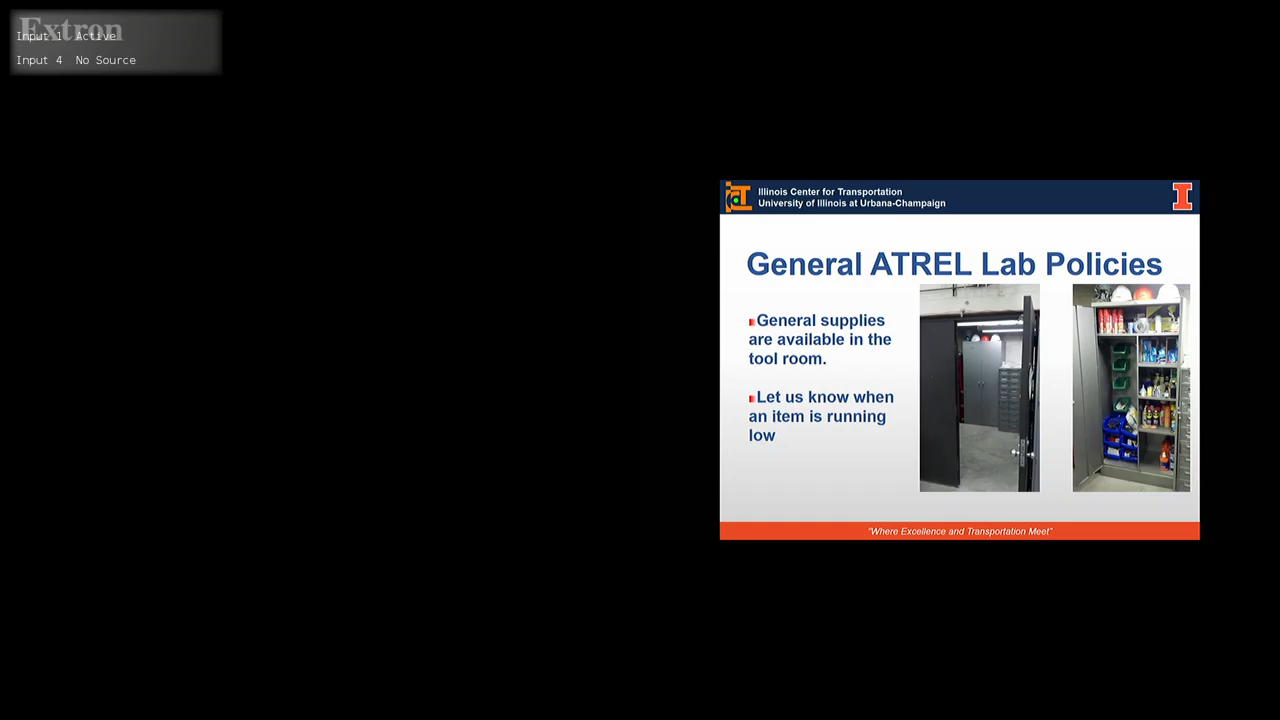 Extron
Input 1  Active
Input 4  No Source
Illinois Center for Transportation
University of Illinois at Urbana-Champaign
General ATREL Lab Policies
General supplies
are available in the
tool room.
Let us know when
an item is running
low
"Where Excellence and Transportation Meet"